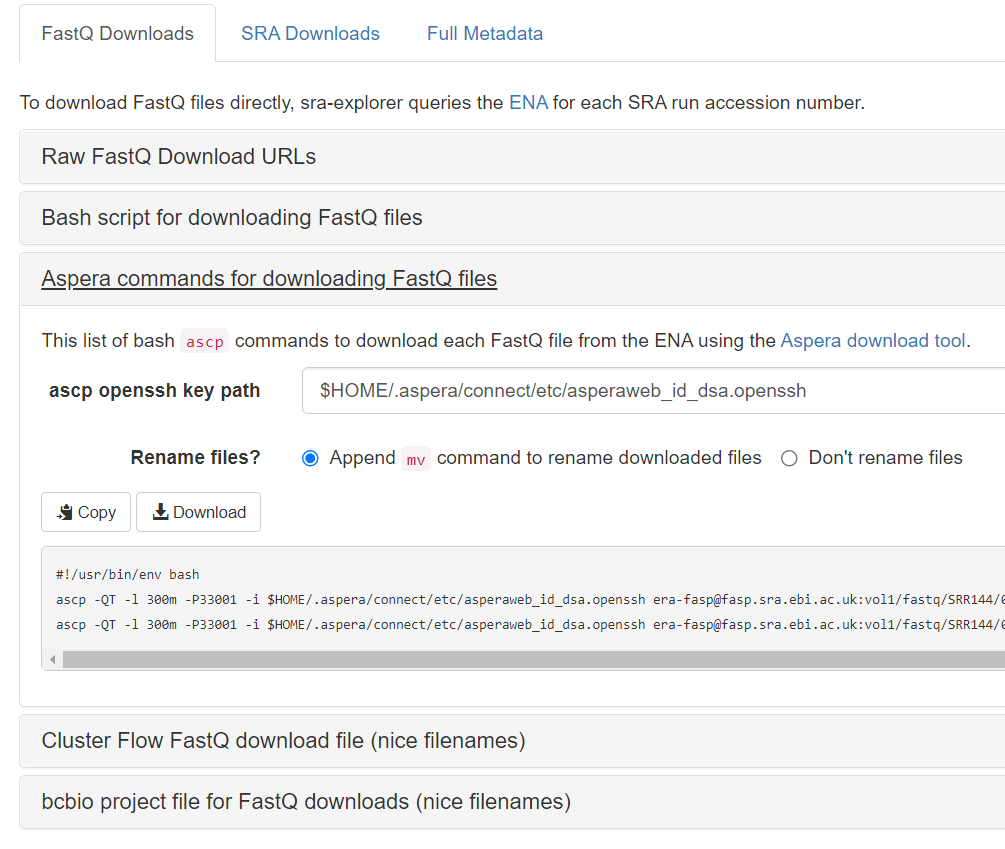 FastQ Downloads SRA Downloads Full Metadata
To download FastQ files directly, sra-explorer queries the ENA for each SRA run accession number.
Raw FastQ Download URLs
Bash script for downloading FastQ files
Aspera commands for downloading FastQ files
This list of bash ascp commands to download each FastQ file from the ENA using the Aspera download tool.
ascp openssh key path $HOME/.aspera/connect/etc/asperaweb_id_dsa.openssh
Rename files? Append mv command to rename downloaded files Don't rename files
Copy Download
#!/usr/bin/env bash
ascp -QT -l 300m -P33001 -i $HOME/.aspera/connect/etc/asperaweb_id_dsa.openssh era-fasp@fasp.sra.ebi.ac.uk:vol1/fastq/SRR144/
ascp -QT -l 300m -P33001 -i $HOME/.aspera/connect/etc/asperaweb_id_dsa.openssh era-fasp@fasp.sra.ebi.ac.uk:vol1/fastq/SRR144/
Cluster Flow FastQ download file (nice filenames)
bcbio project file for FastQ downloads (nice filenames)